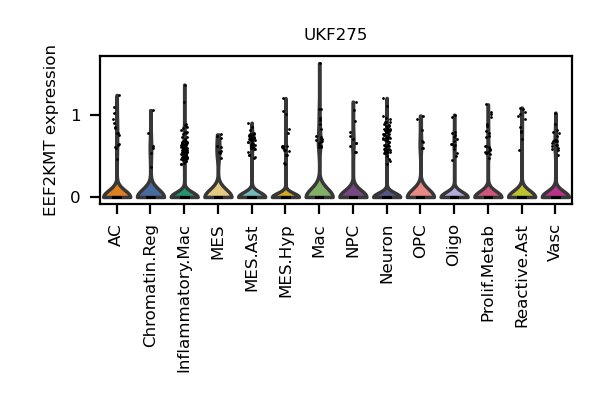 UKF275
EEF2KMT expression
1
0
AC
Chromatin.Reg
Inflammatory.Mac
MES
MES.Ast
MES.Hyp
Mac
NPC
Neuron
OPC
Oligo
Prolif.Metab
Reactive.Ast
Vasc